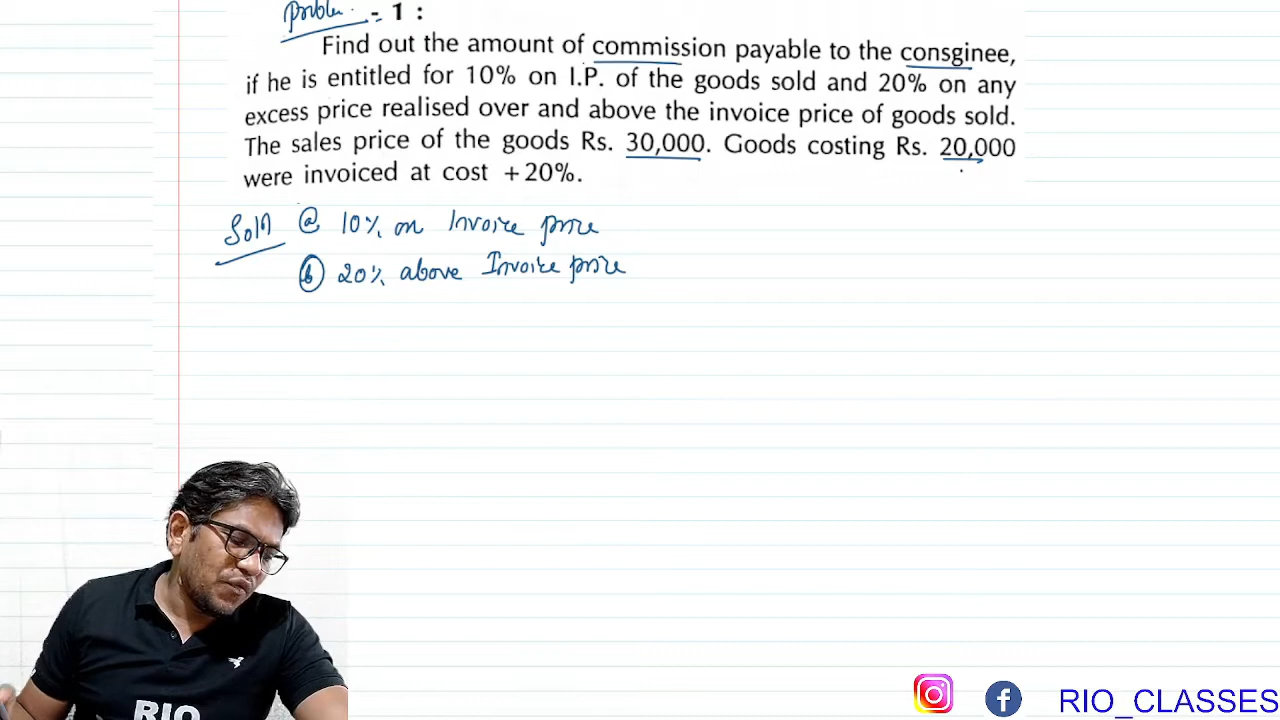 Problem - 1 :
Find out the amount of commission payable to the consginee,
if he is entitled for 10% on I.P. of the goods sold and 20% on any
excess price realised over and above the invoice price of goods sold.
The sales price of the goods Rs. 30,000. Goods costing Rs. 20,000
were invoiced at cost +20%.
Soln @ 10% on Invoice price
(b) 20% above Invoice price
RIO
RIO_CLASSES